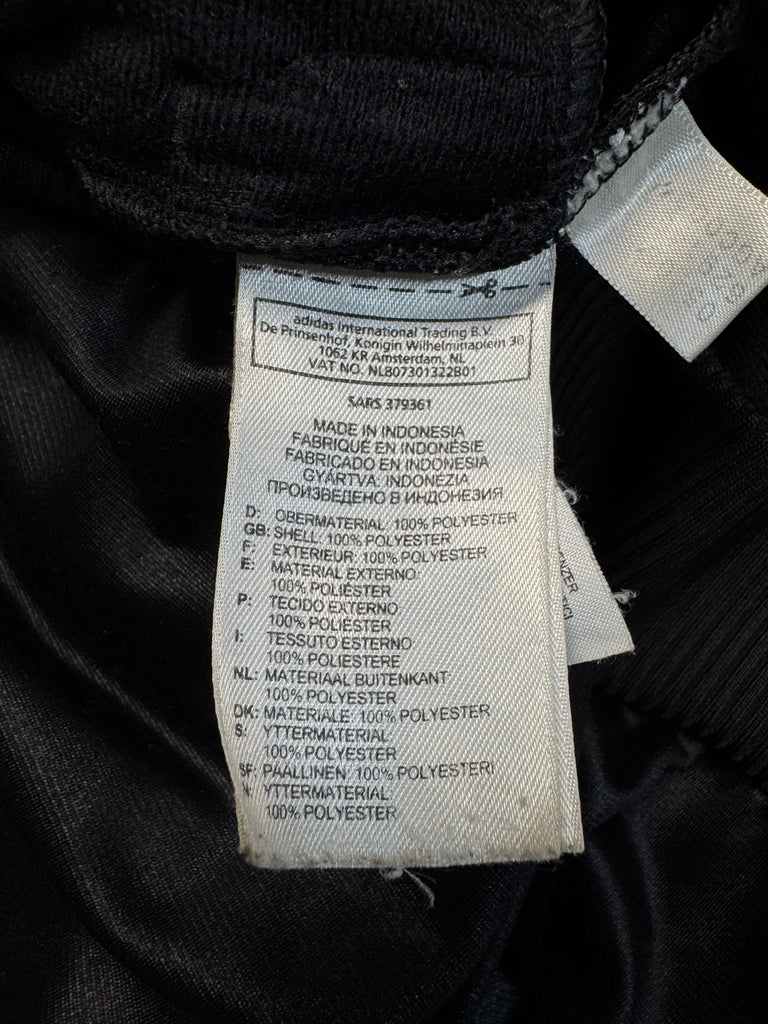 adidas International Trading B.V.
De Prinsenhof, Konigin Wilhelminaplein 30
1062 KR Amsterdam, NL
VAT NO. NL807301322B01
SARS 379361
MADE IN INDONESIA
FABRIQUÉ EN INDONÉSIE
FABRICADO EN INDONESIA
GYÁRTVA: INDONEZIA
ПРОИЗВЕДЕНО В ИНДОНЕЗИЯ
D: OBERMATERIAL: 100% POLYESTER
GB: SHELL: 100% POLYESTER
F: EXTERIEUR: 100% POLYESTER
E: MATERIAL EXTERNO:
100% POLIÉSTER
P: TECIDO EXTERNO
100% POLIESTER
I: TESSUTO ESTERNO
100% POLIESTERE
NL: MATERIAAL BUITENKANT
100% POLYESTER
DK: MATERIALE: 100% POLYESTER
S: YTTERMATERIAL
100% POLYESTER
SF: PAALLINEN: 100% POLYESTERI
N: YTTERMATERIAL
100% POLYESTER